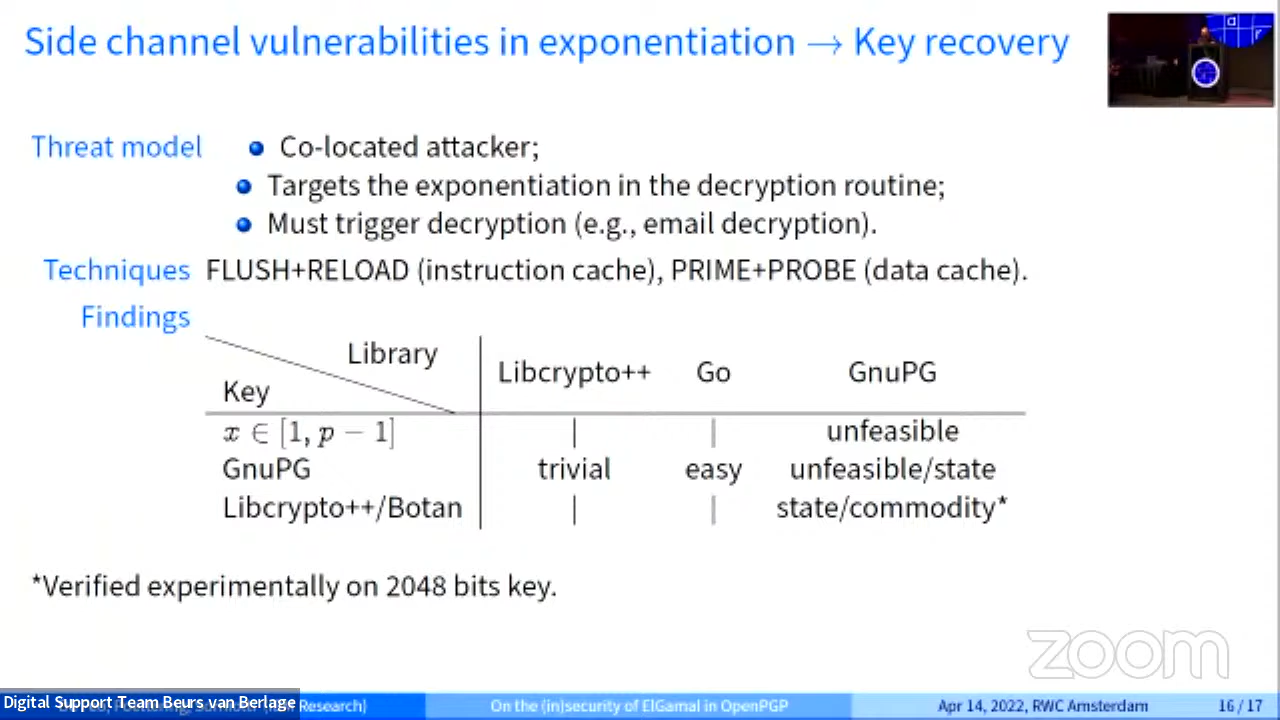 Side channel vulnerabilities in exponentiation → Key recovery
Threat model
• Co-located attacker;
• Targets the exponentiation in the decryption routine;
• Must trigger decryption (e.g., email decryption).
Techniques FLUSH+RELOAD (instruction cache), PRIME+PROBE (data cache).
Findings
Library
Key
Libcrypto++ Go GnuPG
x ∈ [1, p − 1] | | unfeasible
GnuPG trivial easy unfeasible/state
Libcrypto++/Botan | | state/commodity*
*Verified experimentally on 2048 bits key.
zoom
Digital Support Team Beurs van Berlage
Research)
On the (in)security of ElGamal in OpenPGP
Apr 14, 2022, RWC Amsterdam
16 / 17